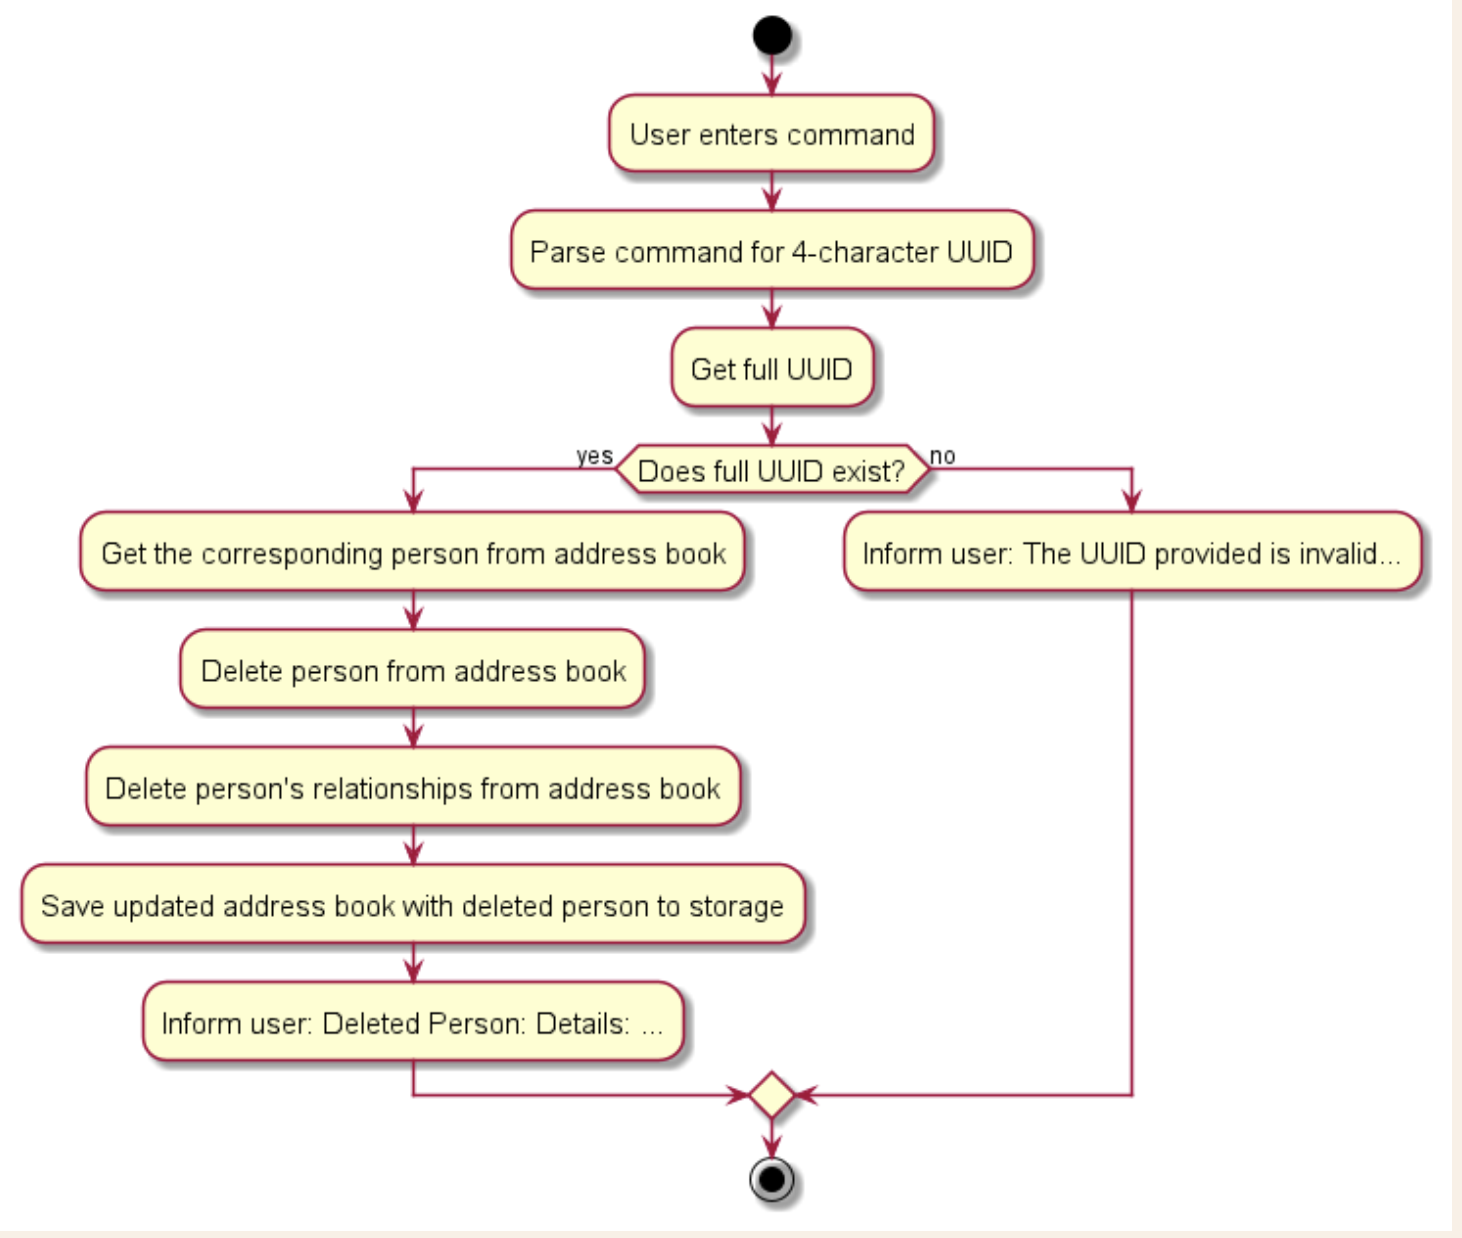 User enters command
Parse command for 4-character UUID
Get full UUID
yes
Does full UUID exist?
no
Get the corresponding person from address book
Inform user: The UUID provided is invalid...
Delete person from address book
Delete person's relationships from address book
Save updated address book with deleted person to storage
Inform user: Deleted Person: Details: ...